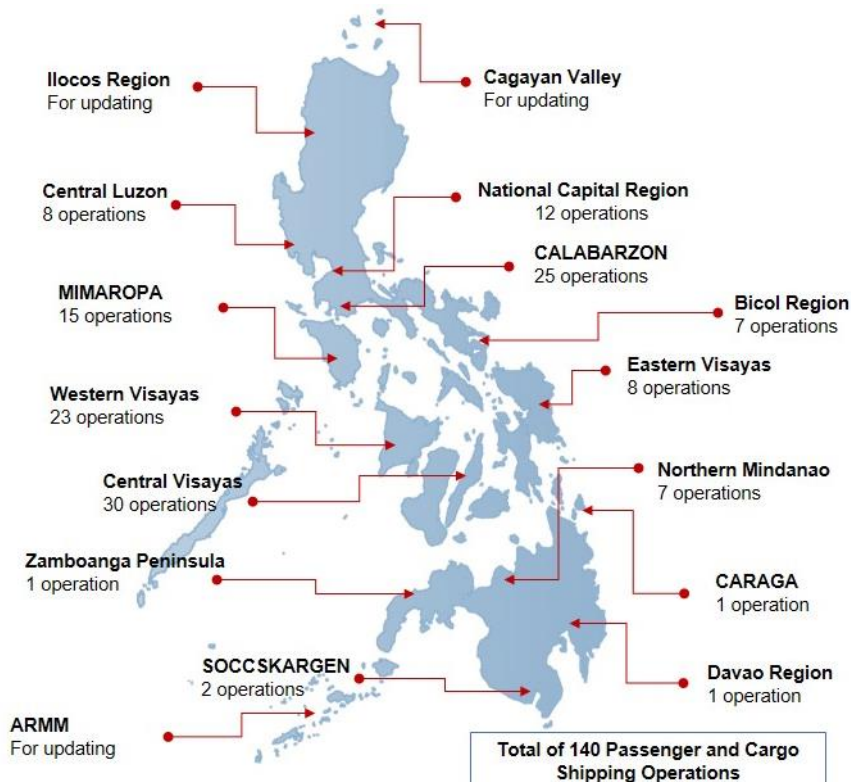 Ilocos Region
For updating
Cagayan Valley
For updating
Central Luzon
8 operations
National Capital Region
12 operations
CALABARZON
25 operations
MIMAROPA
15 operations
Bicol Region
7 operations
Eastern Visayas
8 operations
Western Visayas
23 operations
Central Visayas
30 operations
Northern Mindanao
7 operations
Zamboanga Peninsula
1 operation
CARAGA
1 operation
SOCCSKARGEN
2 operations
Davao Region
1 operation
ARMM
For updating
Total of 140 Passenger and Cargo
Shipping Operations